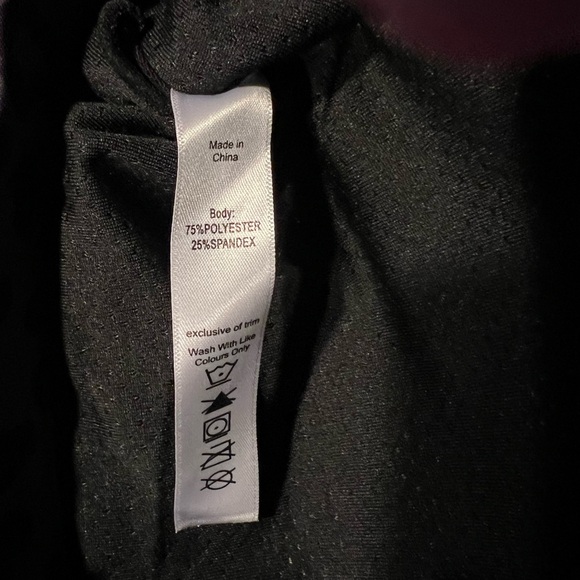 Made in
China
Body:
75%POLYESTER
25%SPANDEX
exclusive of trim
Wash With Like
Colours Only